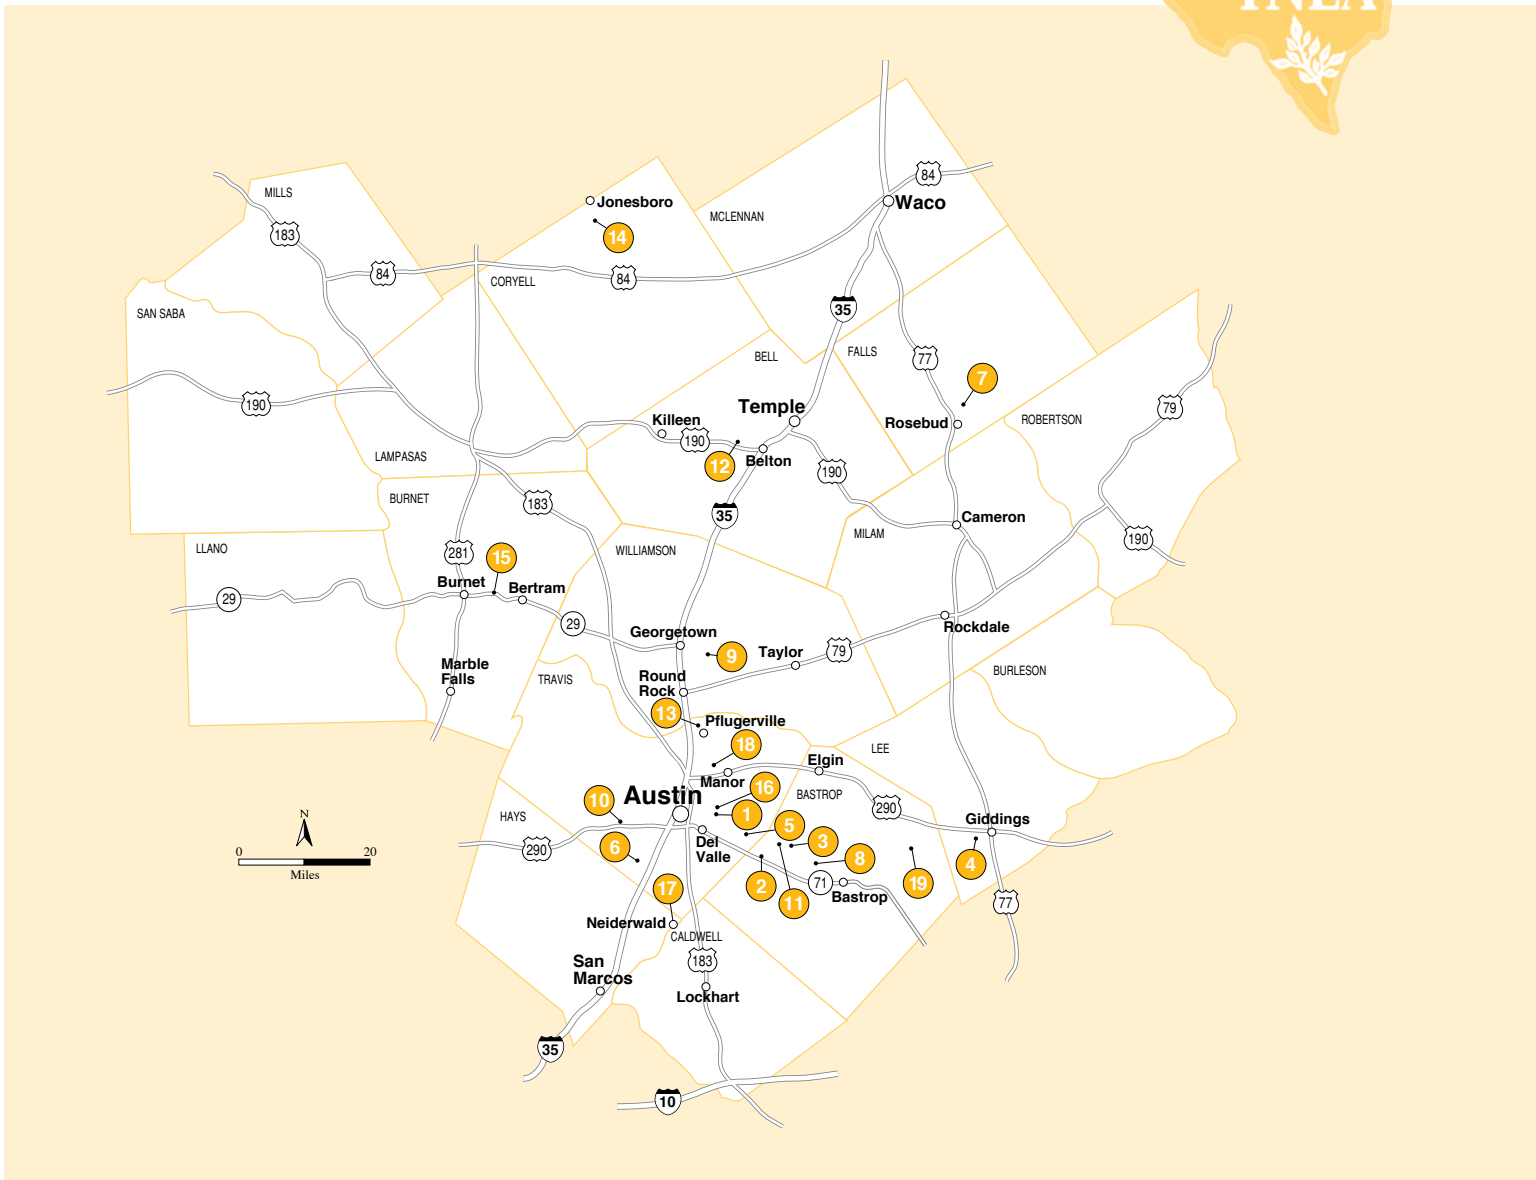 TNLA
84
Waco
MILLS
Jonesboro
MCLENNAN
183
14
84
CORYELL
84
SAN SABA
35
BELL
FALLS
77
7
190
Temple
79
Killeen
Rosebud
ROBERTSON
190
12
Belton
LAMPASAS
190
BURNET
183
35
Cameron
MILAM
190
LLANO
281
15
WILLIAMSON
Burnet
Bertram
29
29
Georgetown
Rockdale
Taylor
79
9
Marble
Falls
TRAVIS
Round
Rock
BURLESON
13
Pflugerville
18
LEE
Elgin
Manor
16
BASTROP
Austin
10
290
HAYS
1
5
Giddings
N
290
6
Del
Valle
3
8
4
0
20
Miles
2
11
71
Bastrop
19
17
77
Neiderwald
CALDWELL
183
San
Marcos
Lockhart
35
10